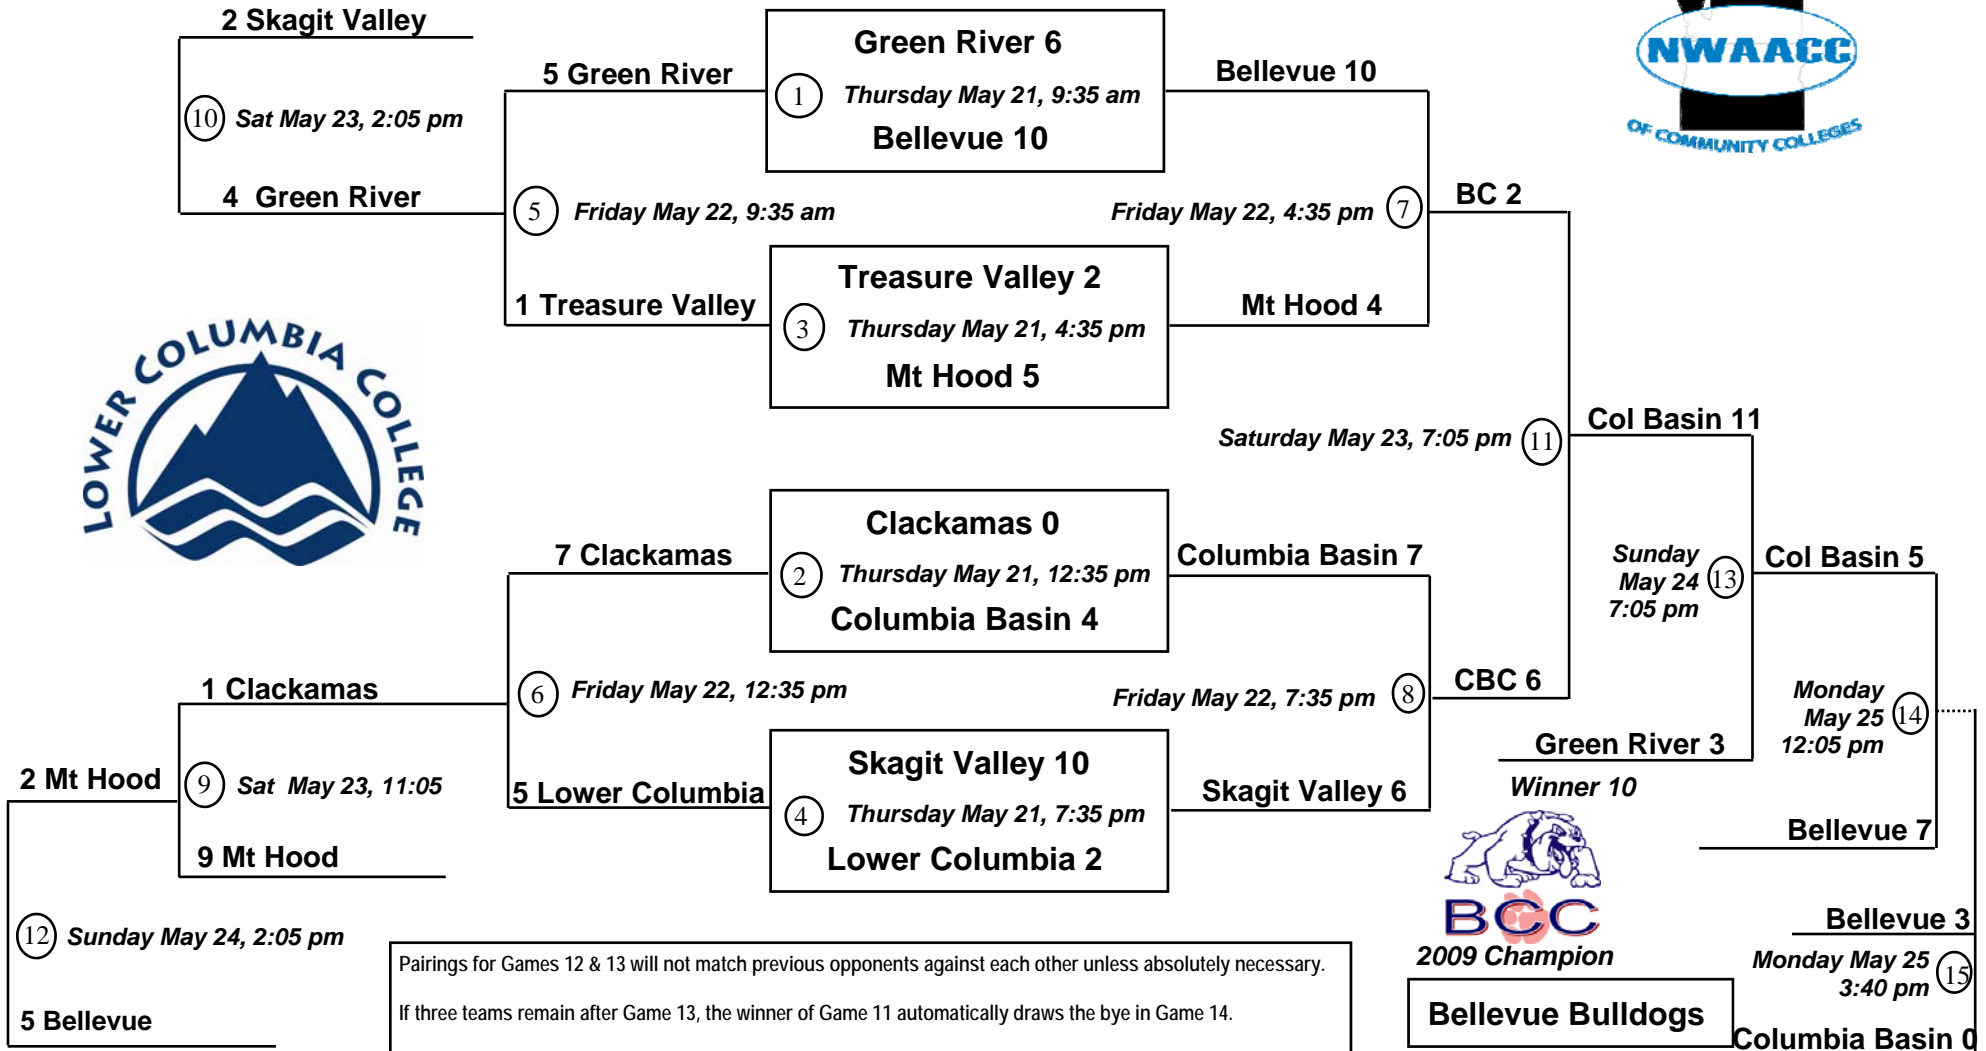 2 Skagit Valley
10 Sat May 23, 2:05 pm
4 Green River
5 Green River
5 Friday May 22, 9:35 am
1 Treasure Valley
Green River 6
1 Thursday May 21, 9:35 am
Bellevue 10
Treasure Valley 2
3 Thursday May 21, 4:35 pm
Mt Hood 5
Bellevue 10
Friday May 22, 4:35 pm 7
Mt Hood 4
BC 2
NWAACC
OF COMMUNITY COLLEGES
LOWER COLUMBIA COLLEGE
Saturday May 23, 7:05 pm 11
Col Basin 11
7 Clackamas
6 Friday May 22, 12:35 pm
5 Lower Columbia
Clackamas 0
2 Thursday May 21, 12:35 pm
Columbia Basin 4
Skagit Valley 10
4 Thursday May 21, 7:35 pm
Lower Columbia 2
Columbia Basin 7
Friday May 22, 7:35 pm 8
Skagit Valley 6
CBC 6
Sunday
May 24 13
7:05 pm
Green River 3
Winner 10
Col Basin 5
Monday
May 25 14
12:05 pm
Bellevue 7
1 Clackamas
9 Sat May 23, 11:05
9 Mt Hood
2 Mt Hood
12 Sunday May 24, 2:05 pm
5 Bellevue
Pairings for Games 12 & 13 will not match previous opponents against each other unless absolutely necessary.
If three teams remain after Game 13, the winner of Game 11 automatically draws the bye in Game 14.
BCC
2009 Champion
Bellevue Bulldogs
Bellevue 3
Monday May 25 15
3:40 pm
Columbia Basin 0